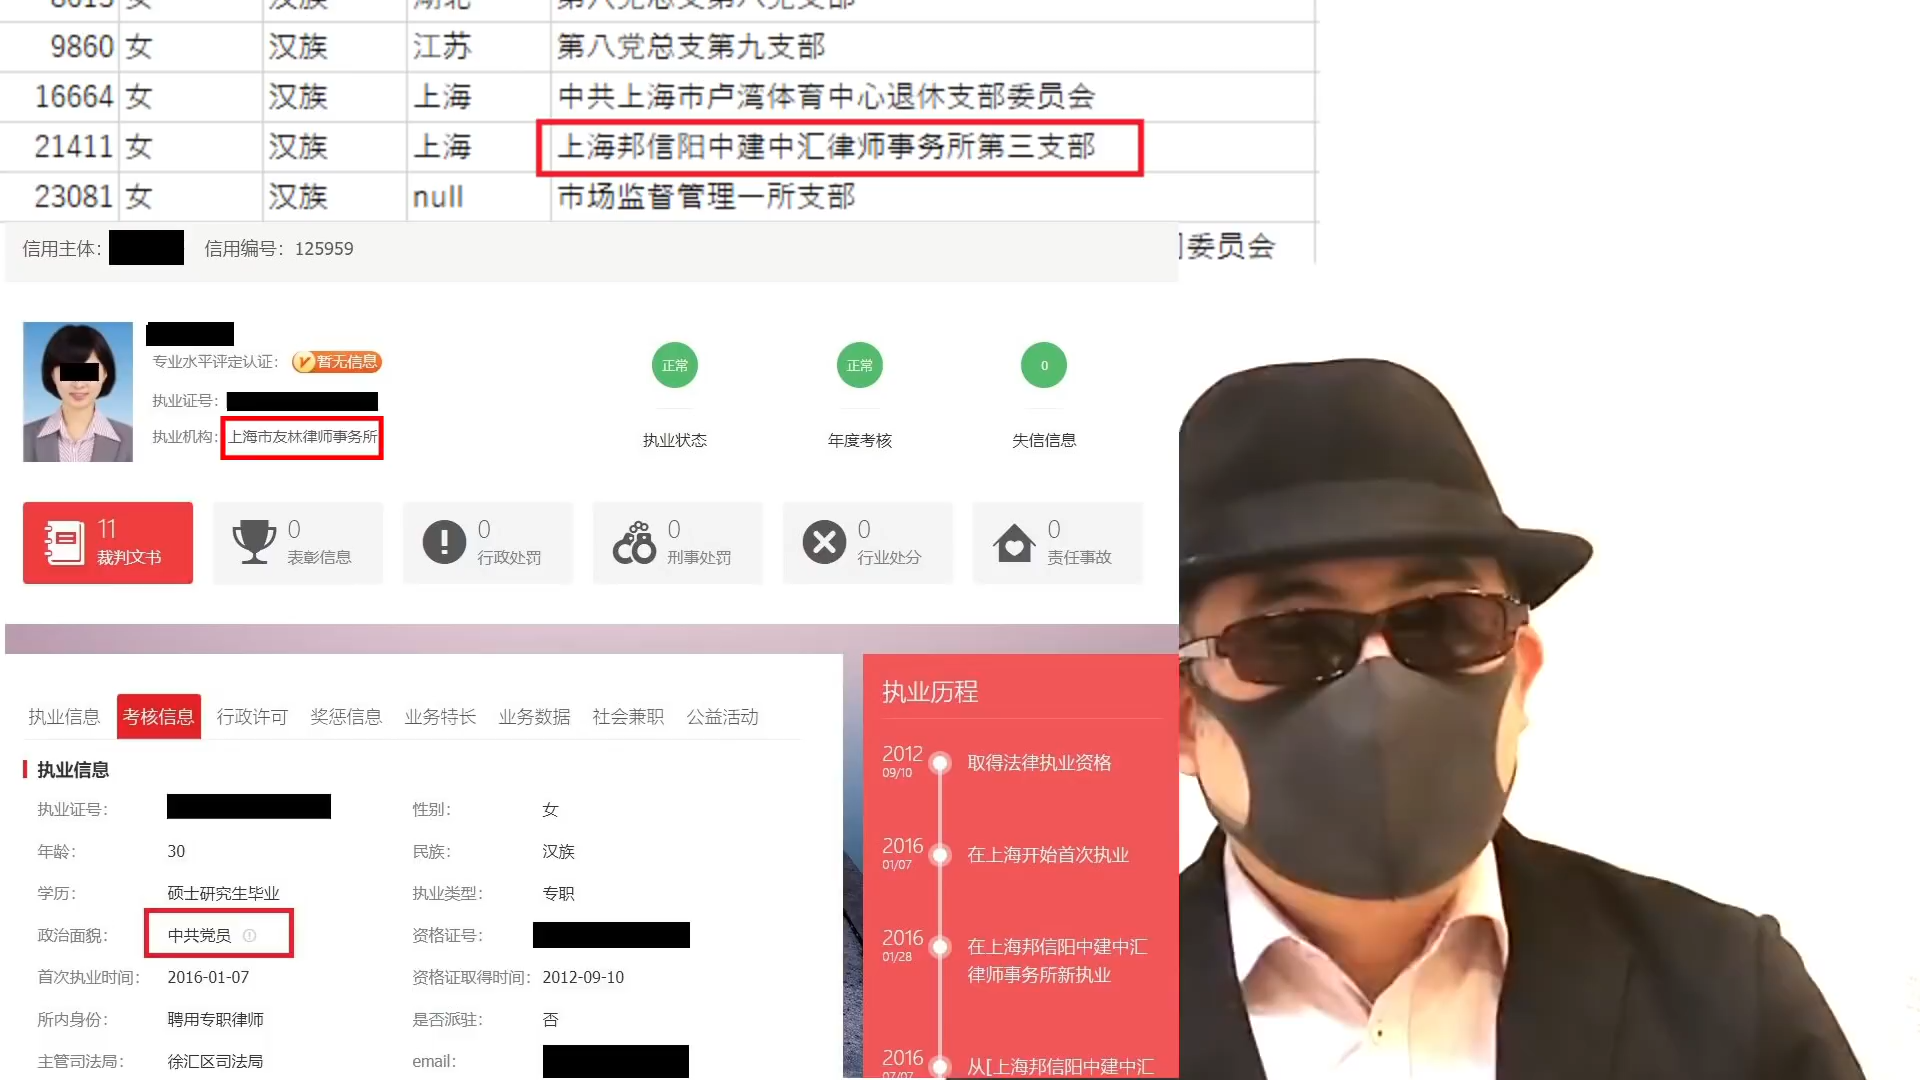 8613 女 汉族 湖北 第八党总支第八党支部
9860 女 汉族 江苏 第八党总支第九支部
16664 女 汉族 上海 中共上海市卢湾体育中心退休支部委员会
21411 女 汉族 上海 上海邦信阳中建中汇律师事务所第三支部
23081 女 汉族 null 市场监督管理一所支部
委员会
信用主体： 信用编号：125959
专业水平评定认证： 暂无信息
执业证号：
执业机构： 上海市友林律师事务所
正常 正常 0
执业状态 年度考核 失信信息
11 裁判文书
0 表彰信息
0 行政处罚
0 刑事处罚
0 行业处分
0 责任事故
执业信息 考核信息 行政许可 奖惩信息 业务特长 业务数据 社会兼职 公益活动
执业信息
执业证号： 性别： 女
年龄： 30 民族： 汉族
学历： 硕士研究生毕业 执业类型： 专职
政治面貌： 中共党员 资格证号：
首次执业时间： 2016-01-07 资格证取得时间： 2012-09-10
所内身份： 聘用专职律师 是否派驻： 否
主管司法局： 徐汇区司法局 email：
执业历程
2012 09/10 取得法律执业资格
2016 01/07 在上海开始首次执业
2016 01/28 在上海邦信阳中建中汇
律师事务所新执业
2016 07/07 从[上海邦信阳中建中汇